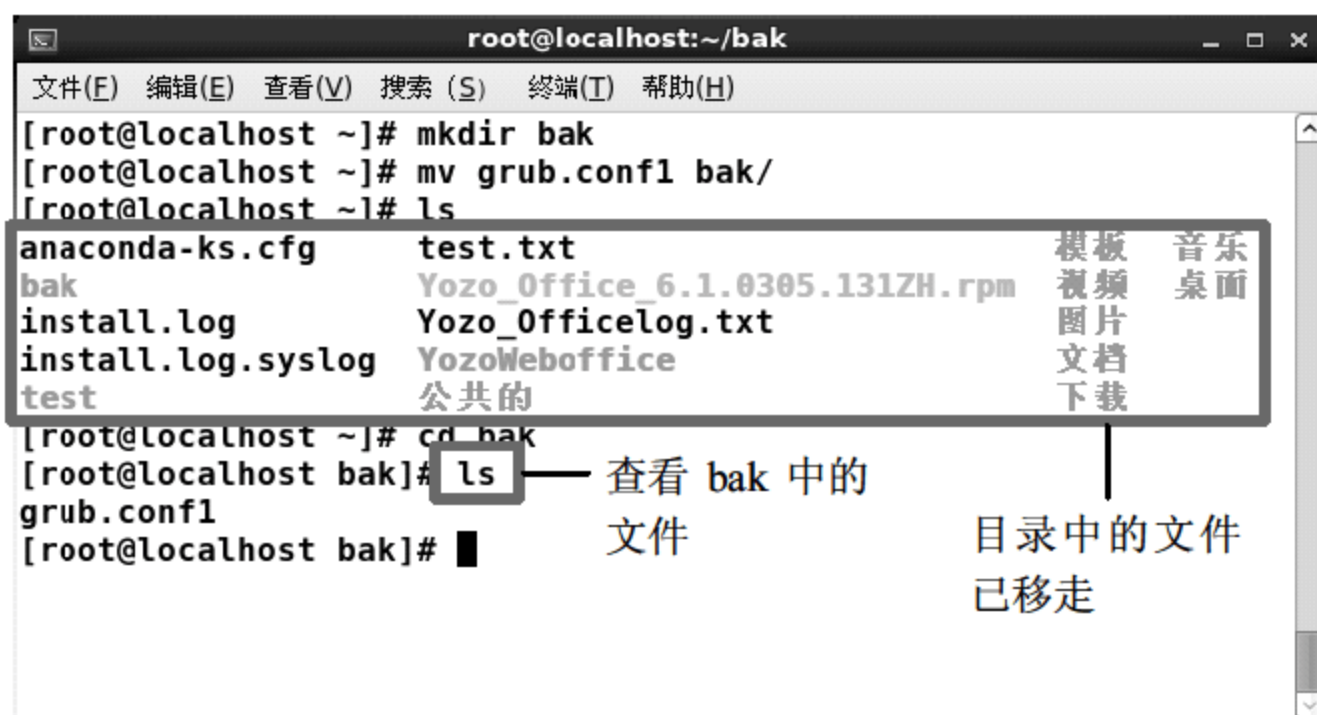 root@localhost:~/bak
文件(F) 编辑(E) 查看(V) 搜索 (S) 终端(T) 帮助(H)
[root@localhost ~]# mkdir bak
[root@localhost ~]# mv grub.conf1 bak/
[root@localhost ~]# ls
anaconda-ks.cfg test.txt 模板 音乐
bak Yozo_Office_6.1.0305.131ZH.rpm 视频 桌面
install.log Yozo_Officelog.txt 图片
install.log.syslog YozoWeboffice 文档
test 公共的 下载
[root@localhost ~]# cd bak
[root@localhost bak]# ls
grub.conf1
[root@localhost bak]#
查看 bak 中的
文件
目录中的文件
已移走